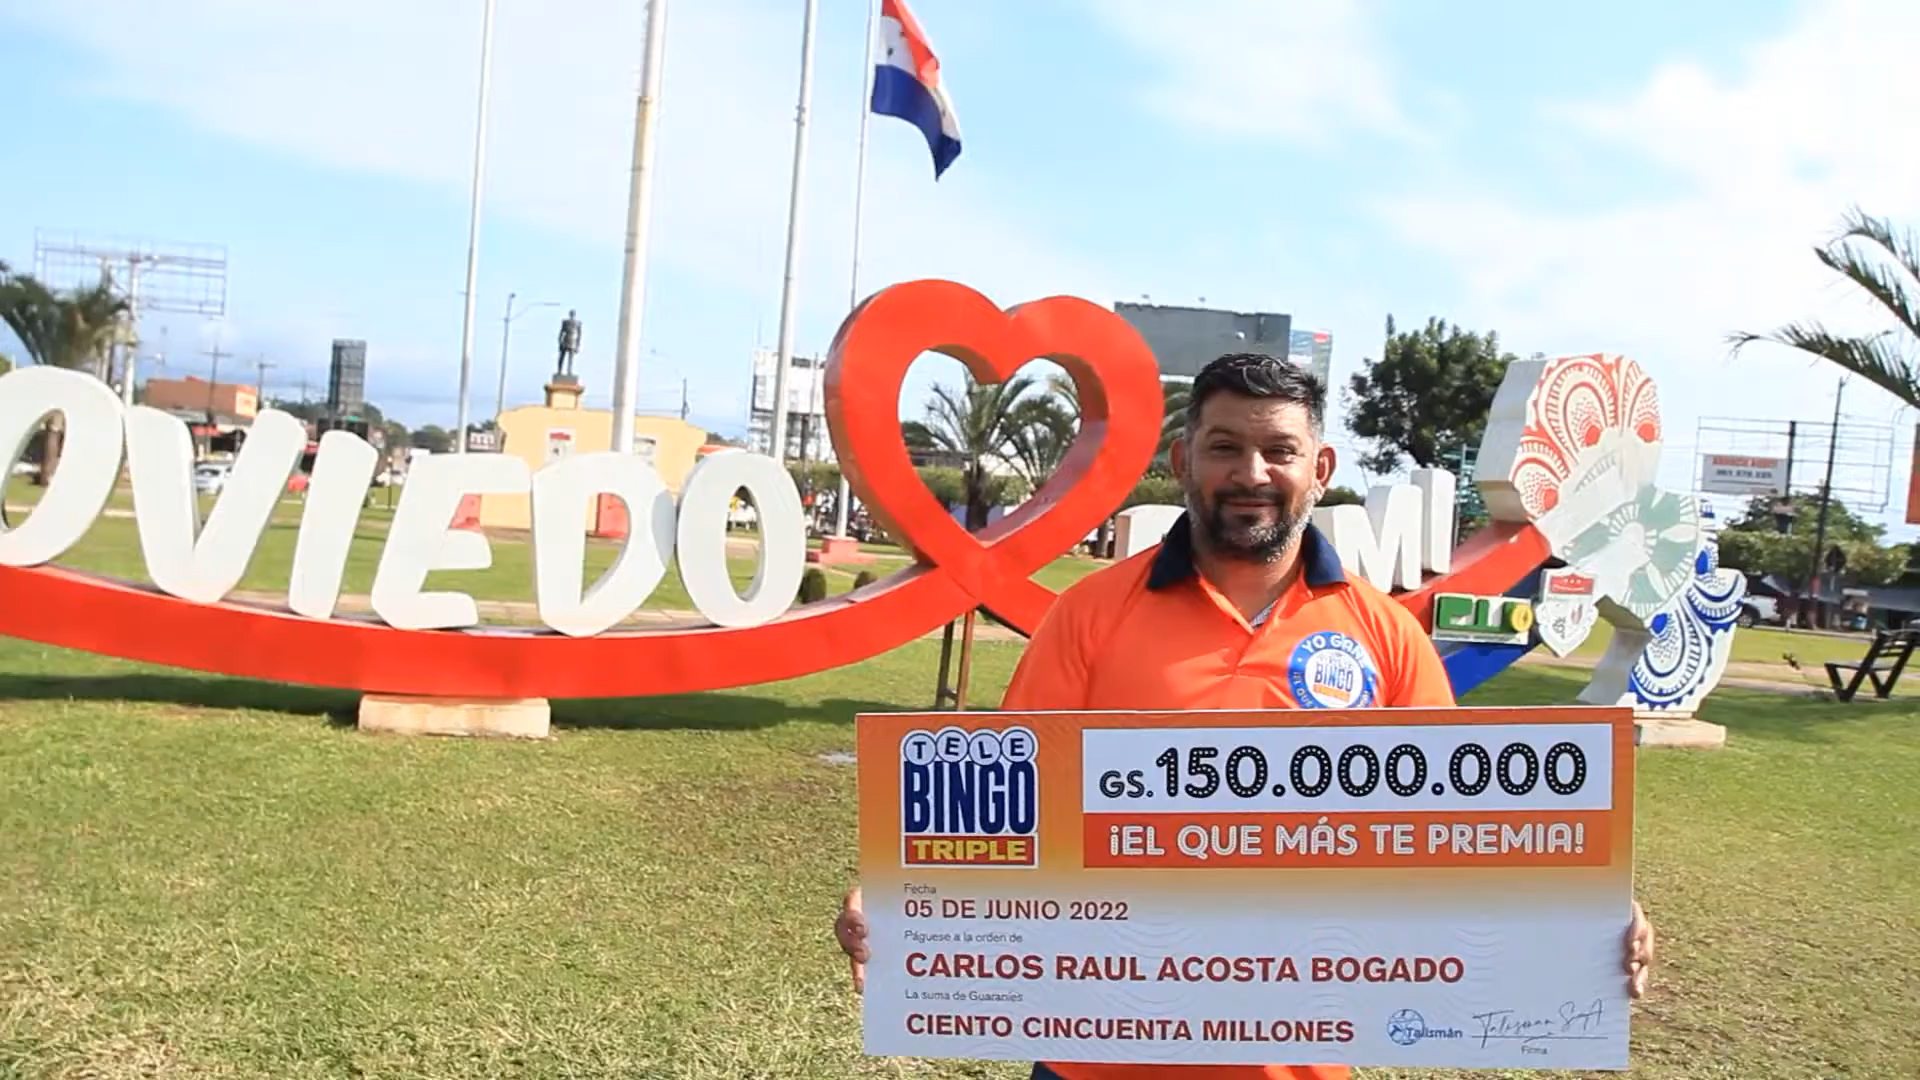 OVIEDO
MI
YO GANÉ
BINGO
TELE
BINGO
TRIPLE
GS.150.000.000
¡EL QUE MÁS TE PREMIA!
Fecha
05 DE JUNIO 2022
Páguese a la orden de
CARLOS RAUL ACOSTA BOGADO
La suma de Guaraníes
CIENTO CINCUENTA MILLONES
Talismán
Talisman S.A
Firma